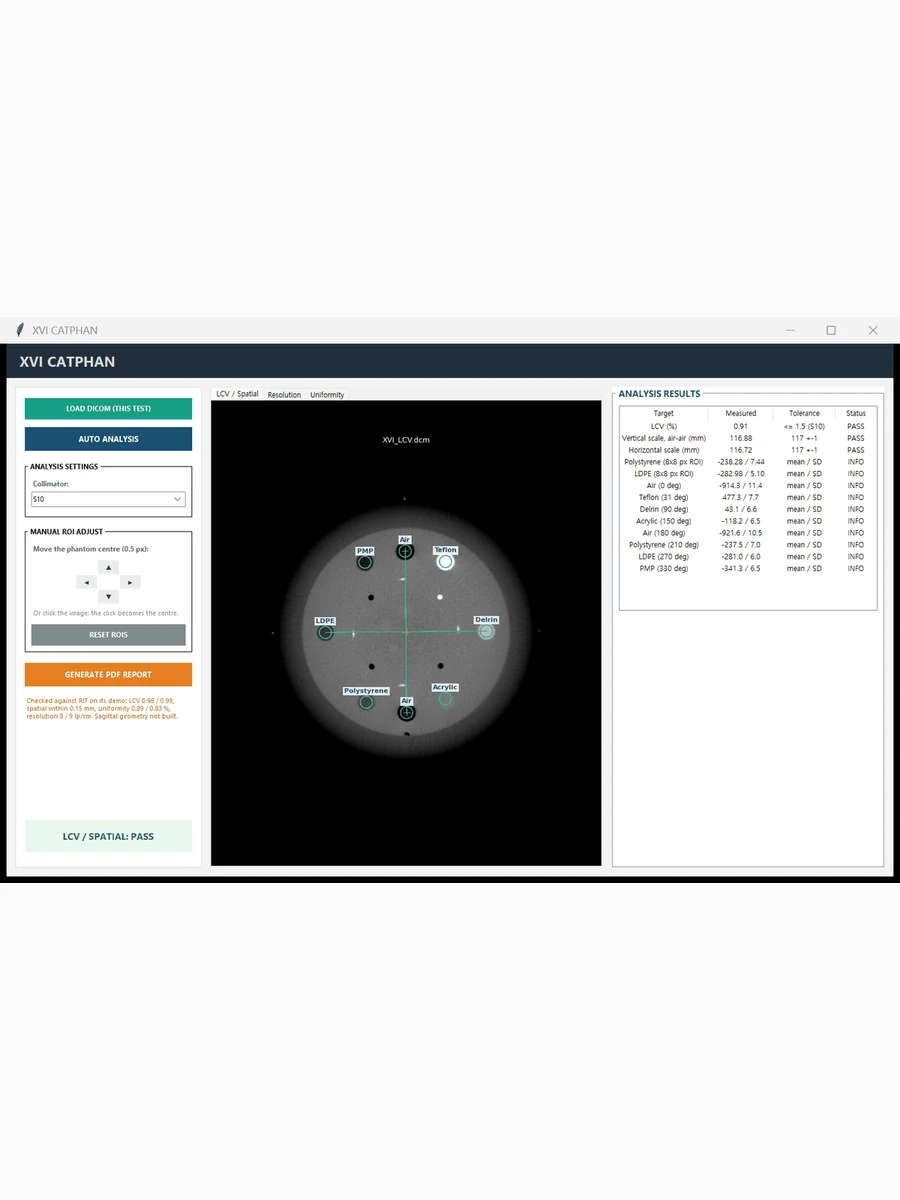 XVI CATPHAN
XVI CATPHAN
LOAD DICOM (THIS TEST)
AUTO ANALYSIS
ANALYSIS SETTINGS
Collimator:
S10
MANUAL ROI ADJUST
Move the phantom centre (0.5 px):
Or click the image: the click becomes the centre.
RESET ROIS
GENERATE PDF REPORT
Checked against RIT on its demo: LCV 0.96 / 0.99,
spatial within 0.15 mm, uniformity 0.89 / 0.83 %,
resolution 8 / 9 lp/cm. Sagittal geometry not built.
LCV / SPATIAL: PASS
LCV / Spatial Resolution Uniformity
XVI_LCV.dcm
Air
PMP
Teflon
LDPE
Delrin
Polystyrene
Acrylic
Air
ANALYSIS RESULTS
Target Measured Tolerance Status
LCV (%) 0.91 <= 1.5 (S10) PASS
Vertical scale, air-air (mm) 116.88 117 +-1 PASS
Horizontal scale (mm) 116.72 117 +-1 PASS
Polystyrene (8x8 px ROI) -238.28 / 7.44 mean / SD INFO
LDPE (8x8 px ROI) -282.98 / 5.10 mean / SD INFO
Air (0 deg) -914.3 / 11.4 mean / SD INFO
Teflon (31 deg) 477.3 / 7.7 mean / SD INFO
Delrin (90 deg) 43.1 / 6.6 mean / SD INFO
Acrylic (150 deg) -118.2 / 6.5 mean / SD INFO
Air (180 deg) -921.6 / 10.5 mean / SD INFO
Polystyrene (210 deg) -237.5 / 7.0 mean / SD INFO
LDPE (270 deg) -281.0 / 6.0 mean / SD INFO
PMP (330 deg) -341.3 / 6.5 mean / SD INFO